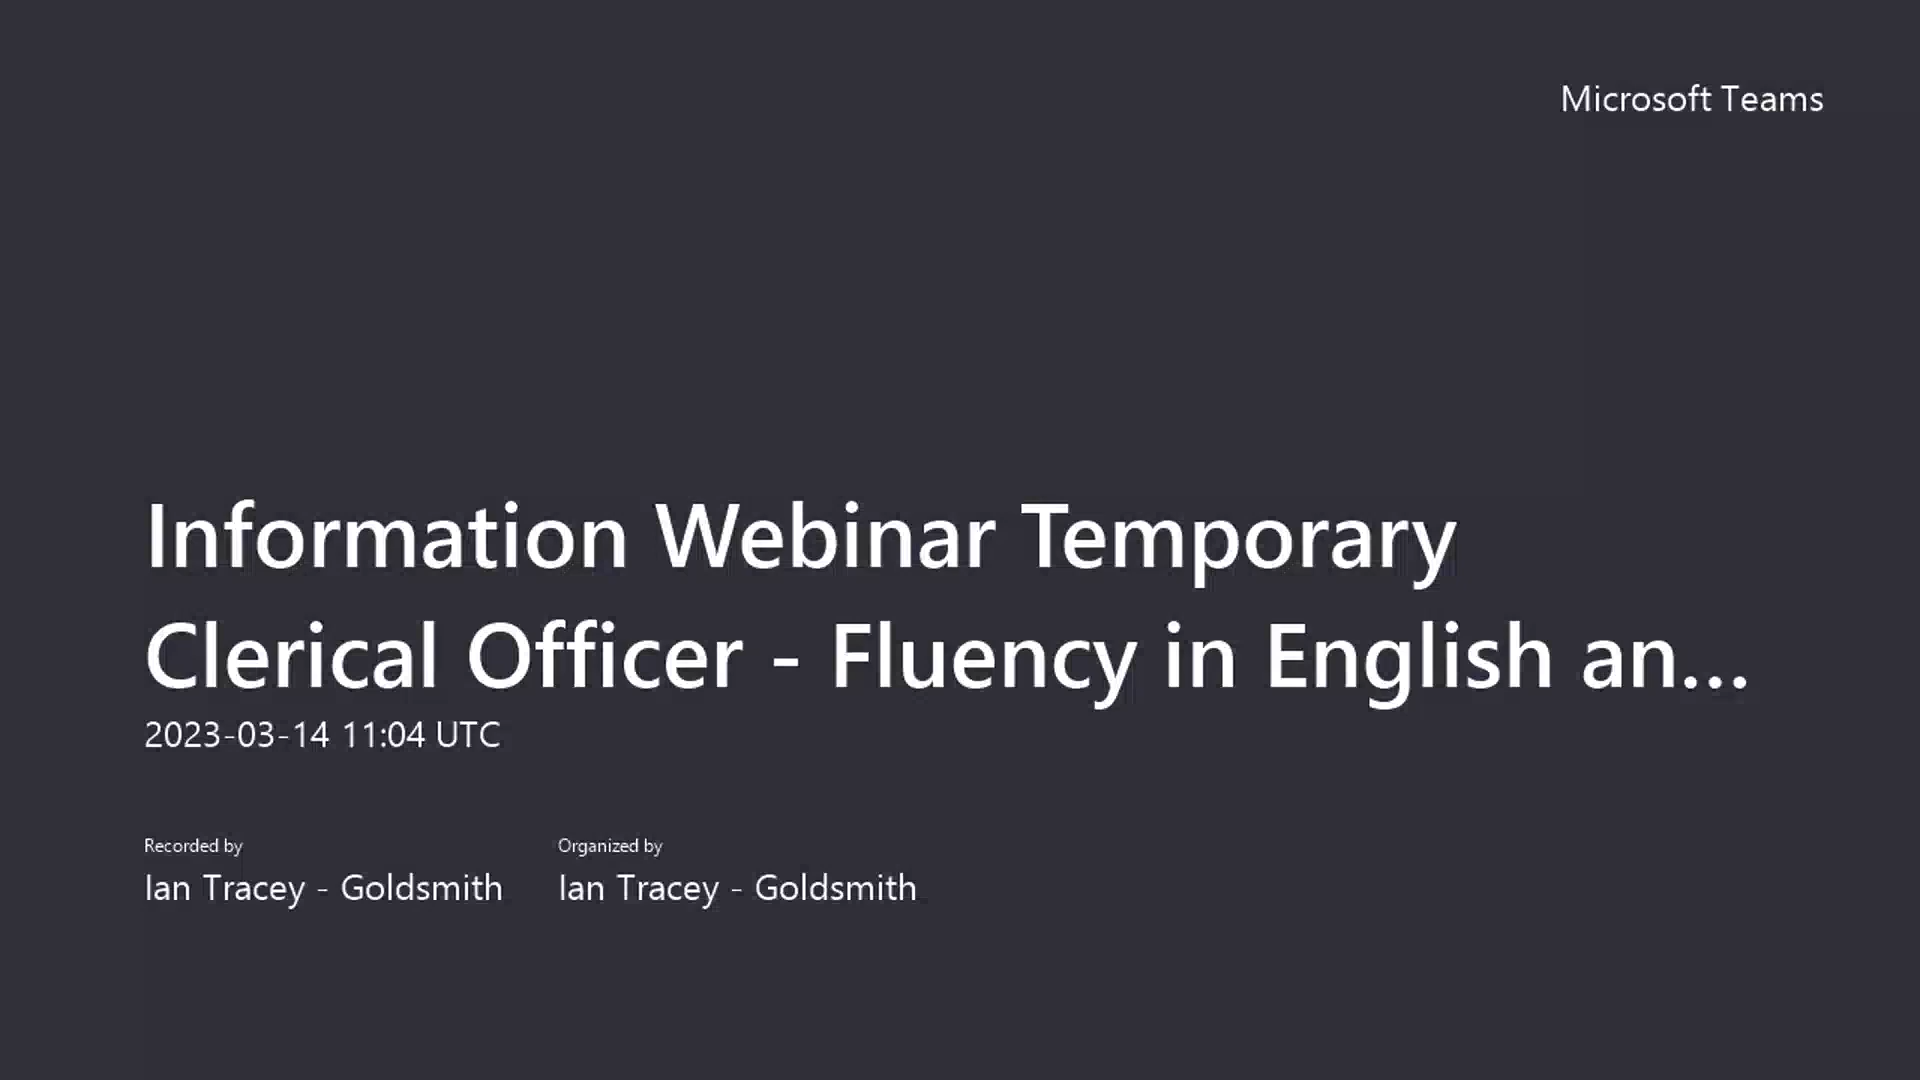 Microsoft Teams
Information Webinar Temporary
Clerical Officer - Fluency in English an...
2023-03-14 11:04 UTC
Recorded by
Organized by
Ian Tracey - Goldsmith
Ian Tracey - Goldsmith